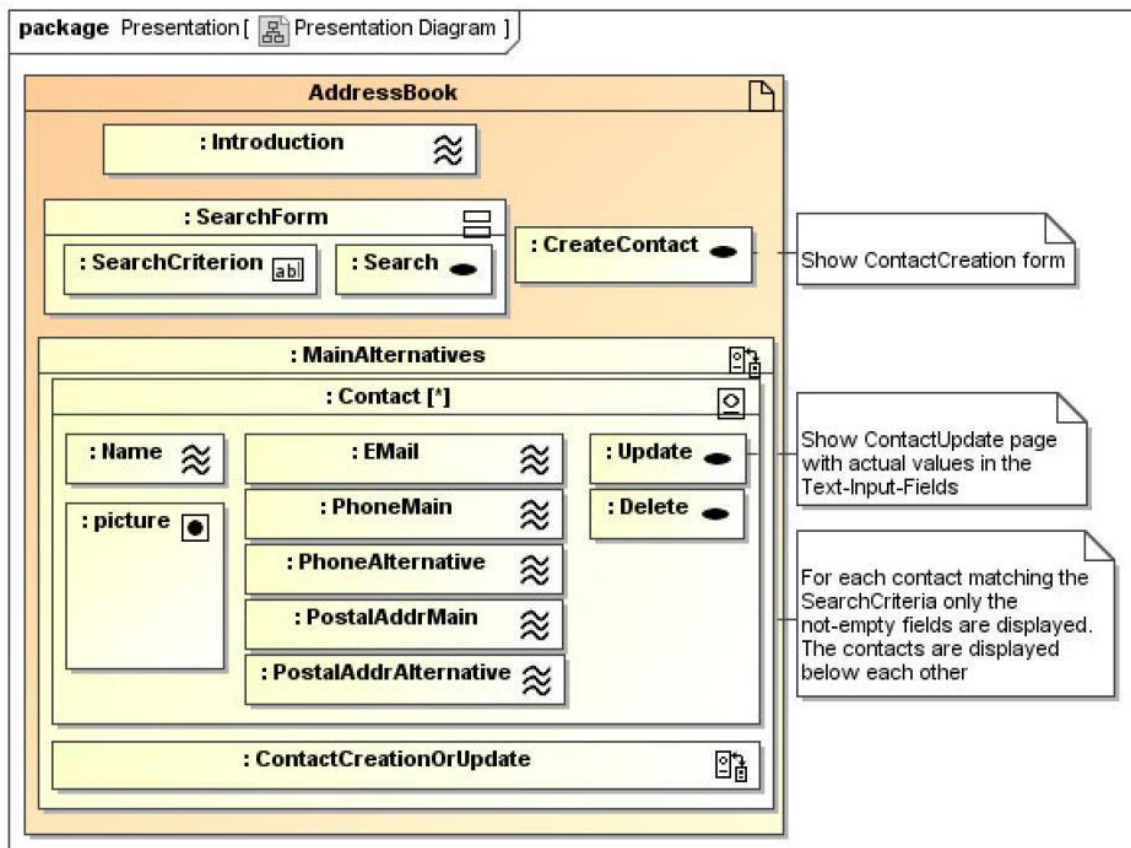 package Presentation [ Presentation Diagram ]
AddressBook
: Introduction
: SearchForm
: SearchCriterion
abl
: Search
: CreateContact
Show ContactCreation form
: MainAlternatives
: Contact [*]
: Name
: EMail
: Update
Show ContactUpdate page
with actual values in the
Text-Input-Fields
: PhoneMain
: Delete
: picture
: PhoneAlternative
: PostalAddrMain
: PostalAddrAlternative
For each contact matching the
SearchCriteria only the
not-empty fields are displayed.
The contacts are displayed
below each other
: ContactCreationOrUpdate